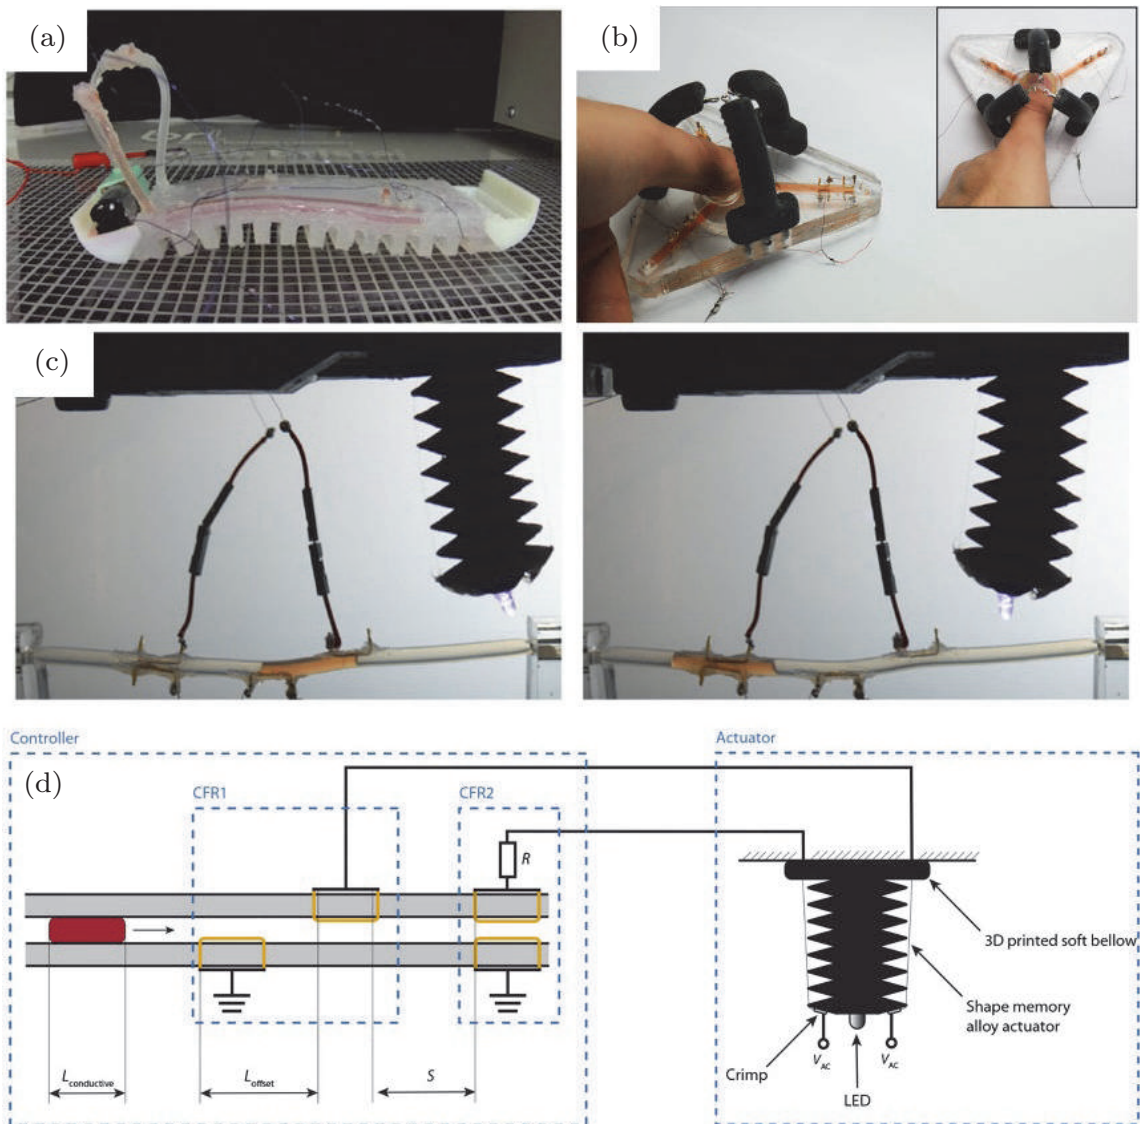 (a)
(b)
(c)
Controller
Actuator
(d)
CFR1
CFR2
R
3D printed soft bellow
Shape memory
alloy actuator
V_AC
V_AC
Crimp
LED
L_conductive
L_offset
S